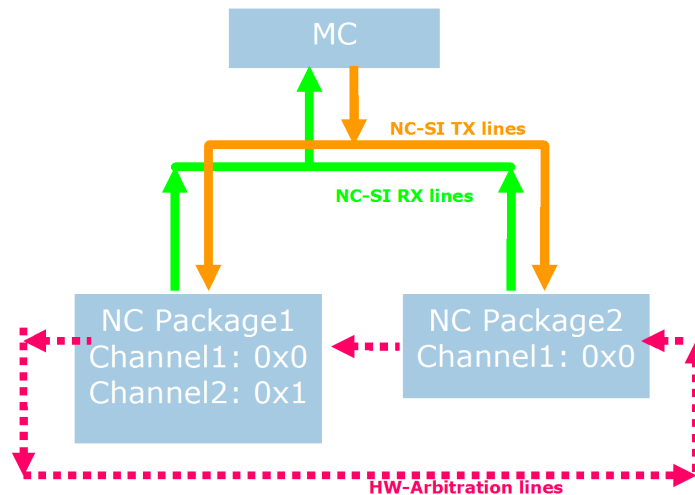 MC
NC-SI TX lines
NC-SI RX lines
NC Package1
Channel1: 0x0
Channel2: 0x1
NC Package2
Channel1: 0x0
HW-Arbitration lines